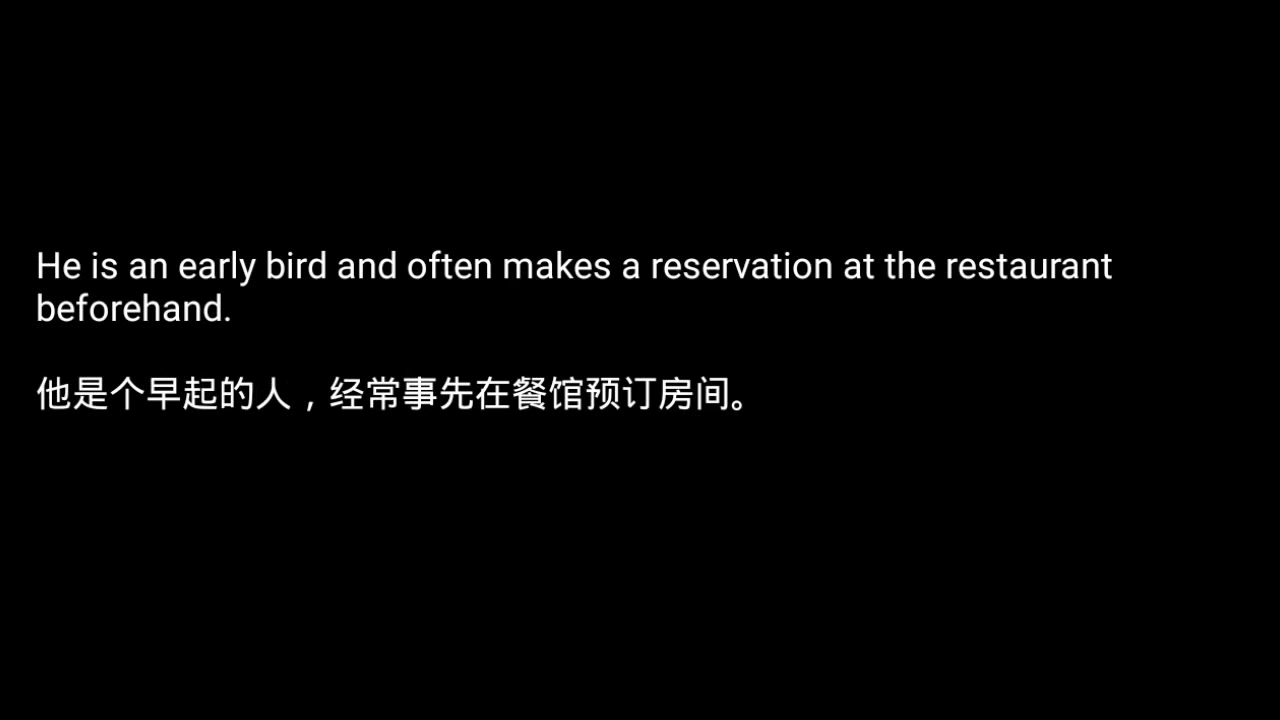 He is an early bird and often makes a reservation at the restaurant
beforehand.
他是个早起的人，经常事先在餐馆预订房间。